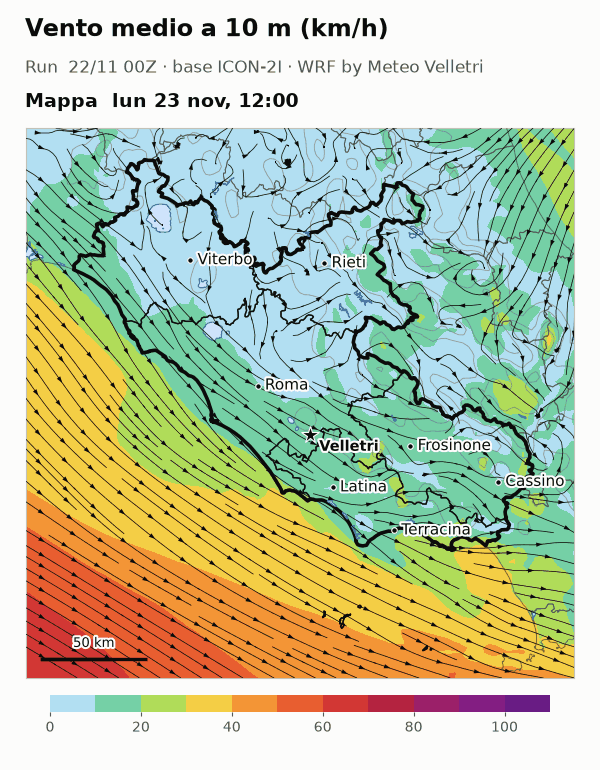 Vento medio a 10 m (km/h)
Run 22/11 00Z · base ICON-2I · WRF by Meteo Velletri
Mappa lun 23 nov, 12:00
Viterbo
Rieti
Roma
Velletri
Frosinone
Latina
Cassino
Terracina
50 km
0 20 40 60 80 100